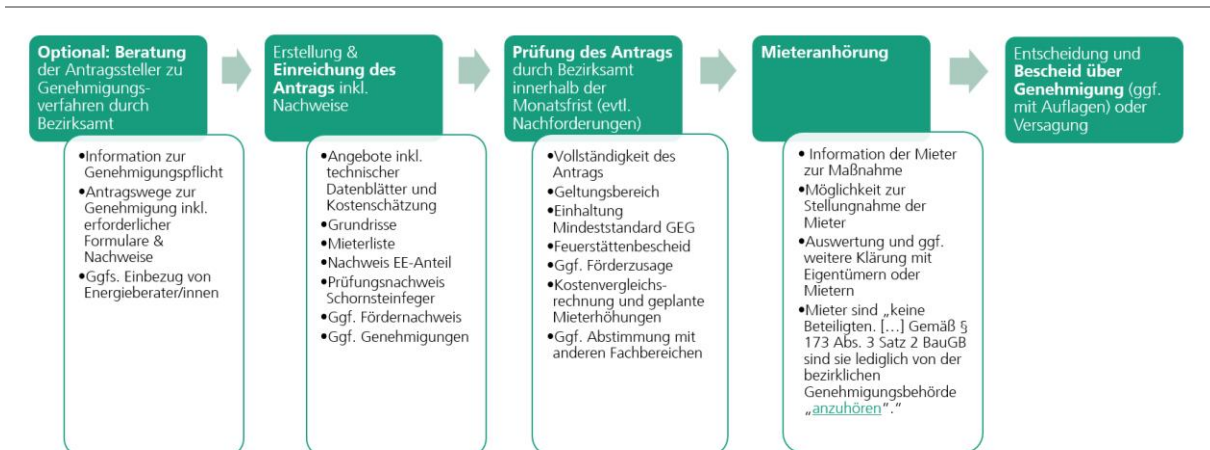 Optional: Beratung
der Antragssteller zu
Genehmigungs-
verfahren durch
Bezirksamt
•Information zur
Genehmigungspflicht
•Antragswege zur
Genehmigung inkl.
erforderlicher
Formulare &
Nachweise
•Ggfs. Einbezug von
Energieberater/innen
Erstellung &
Einreichung des
Antrags inkl.
Nachweise
•Angebote inkl.
technischer
Datenblätter und
Kostenschätzung
•Grundrisse
•Mieterliste
•Nachweis EE-Anteil
•Prüfungsnachweis
Schornsteinfeger
•Ggf. Fördernachweis
•Ggf. Genehmigungen
Prüfung des Antrags
durch Bezirksamt
innerhalb der
Monatsfrist (evtl.
Nachforderungen)
•Vollständigkeit des
Antrags
•Geltungsbereich
•Einhaltung
Mindeststandard GEG
•Feuerstättenbescheid
•Ggf. Förderzusage
•Kostenvergleichs-
rechnung und geplante
Mieterhöhungen
•Ggf. Abstimmung mit
anderen Fachbereichen
Mieteranhörung
• Information der Mieter
zur Maßnahme
•Möglichkeit zur
Stellungnahme der
Mieter
•Auswertung und ggf.
weitere Klärung mit
Eigentümern oder
Mietern
•Mieter sind „keine
Beteiligten. [...] Gemäß §
173 Abs. 3 Satz 2 BauGB
sind sie lediglich von der
bezirklichen
Genehmigungsbehörde
„anzuhören“.“
Entscheidung und
Bescheid über
Genehmigung (ggf.
mit Auflagen) oder
Versagung